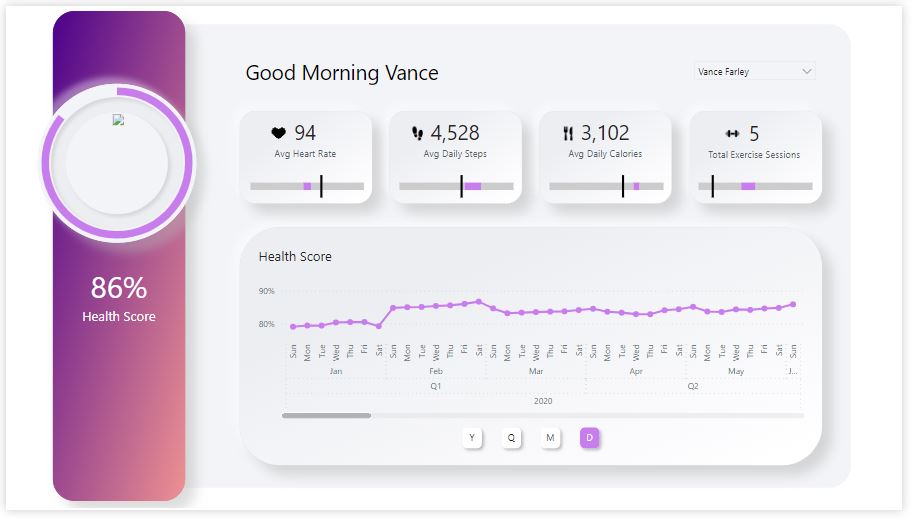 Good Morning Vance
Vance Farley
94
Avg Heart Rate
4,528
Avg Daily Steps
3,102
Avg Daily Calories
5
Total Exercise Sessions
86%
Health Score
Health Score
90%
80%
Sun Mon Tue Wed Thu Fri Sat Sun Mon Tue Wed Thu Fri Sat Sun Mon Tue Wed Thu Fri Sat Sun Mon Tue Wed Thu Fri Sat Sun Mon Tue Wed Thu Fri Sat Sun
Jan Feb Mar Apr May J...
Q1 Q2
2020
Y Q M D